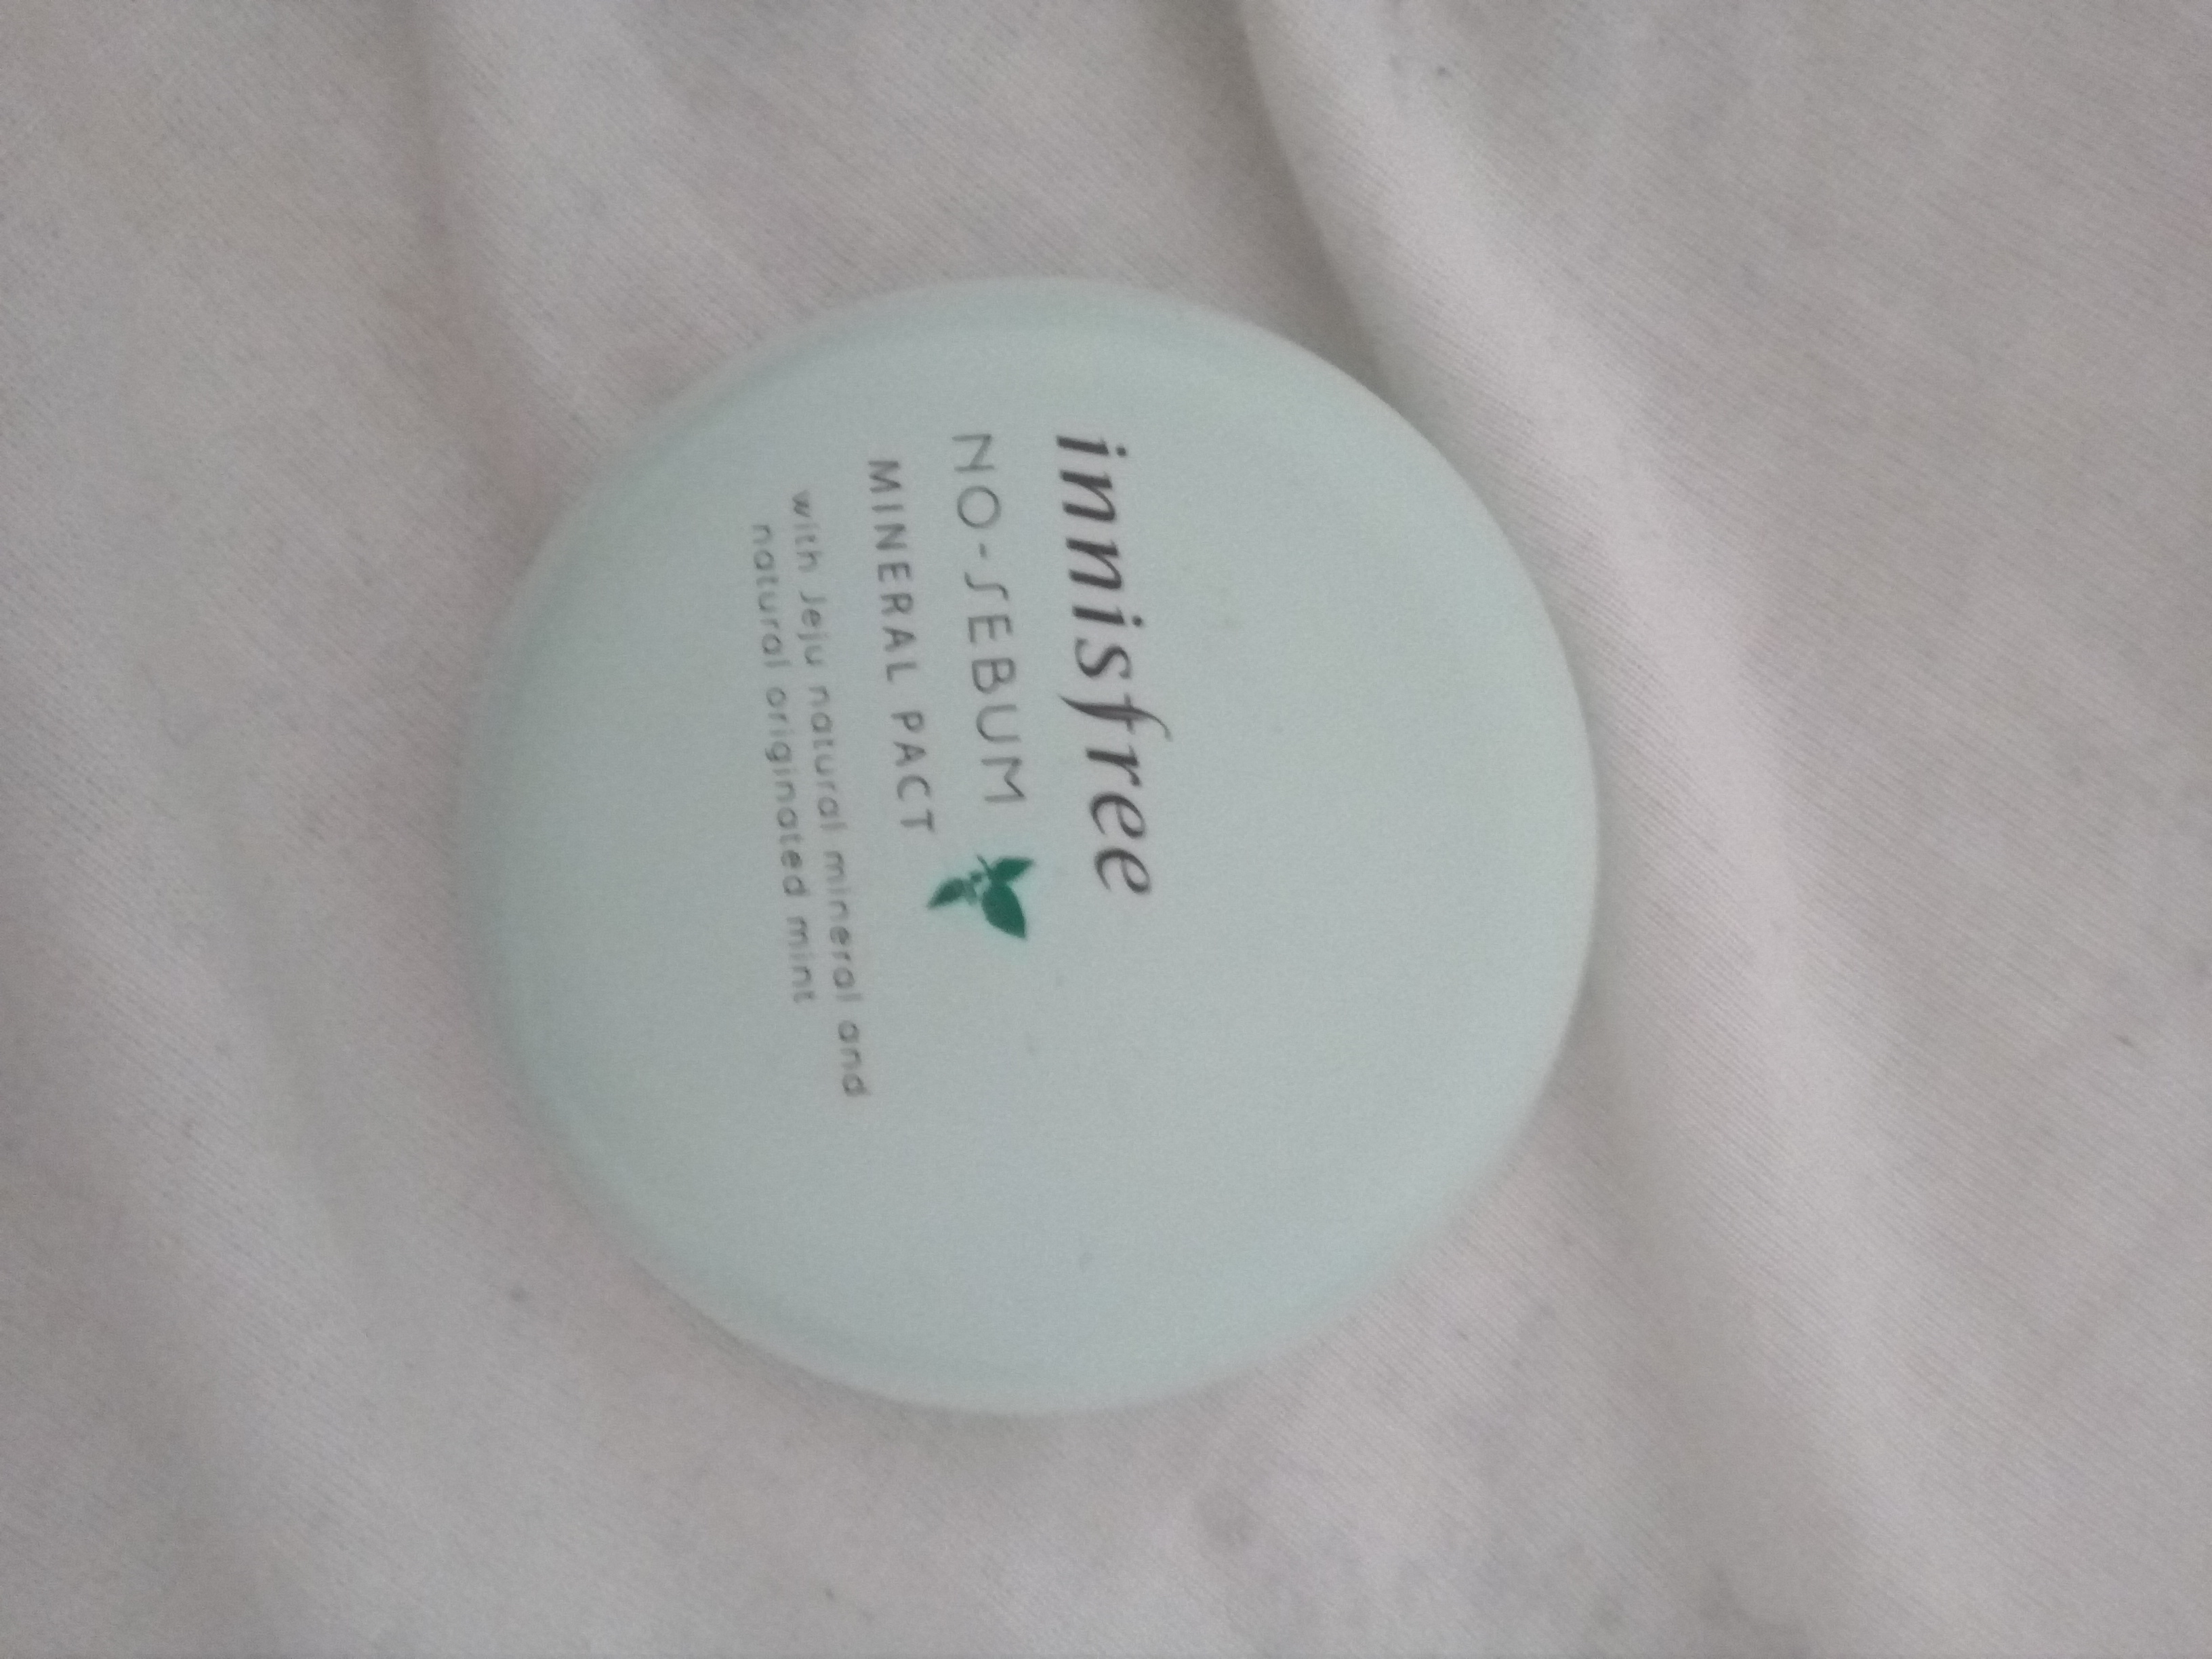 innisfree
NO-SEBUM
MINERAL PACT
with Jeju natural mineral and
natural originated mint